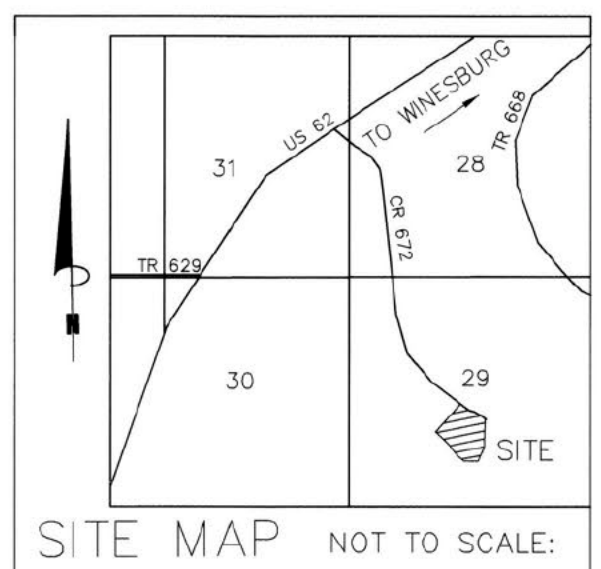 TO WINESBURG
US 62
TR 668
31
28
CR 672
TR 629
N
30
29
SITE
SITE MAP NOT TO SCALE: